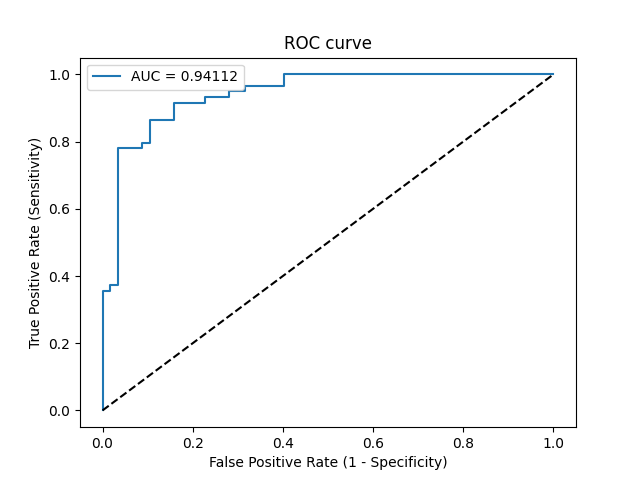 ROC curve
AUC = 0.94112
True Positive Rate (Sensitivity)
1.0
0.8
0.6
0.4
0.2
0.0
0.0 0.2 0.4 0.6 0.8 1.0
False Positive Rate (1 - Specificity)